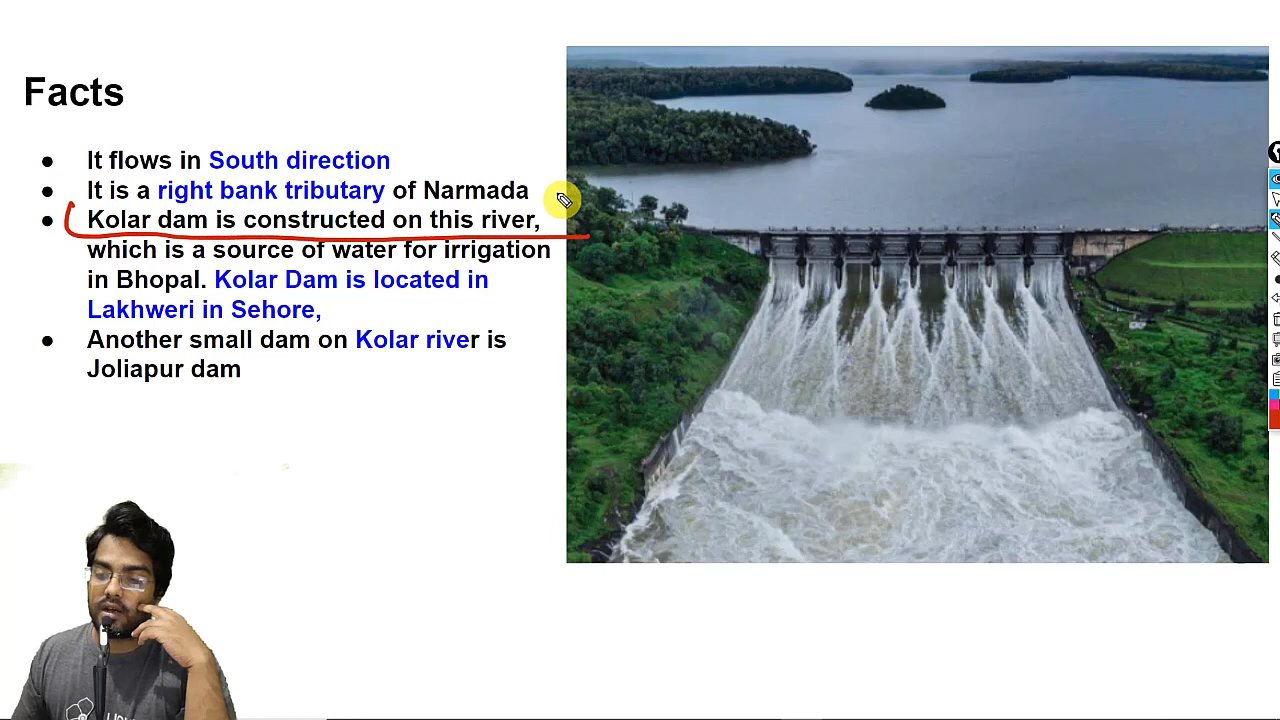 Facts
● It flows in South direction
● It is a right bank tributary of Narmada
● Kolar dam is constructed on this river,
which is a source of water for irrigation
in Bhopal. Kolar Dam is located in
Lakhweri in Sehore,
● Another small dam on Kolar river is
Joliapur dam